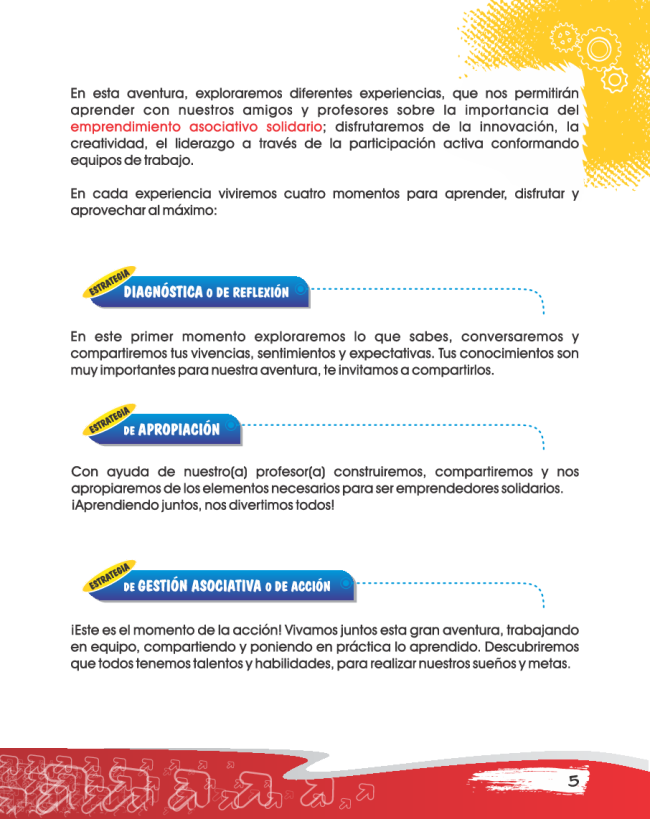 En esta aventura, exploraremos diferentes experiencias, que nos permitirán
aprender con nuestros amigos y profesores sobre la importancia del
emprendimiento asociativo solidario; disfrutaremos de la innovación, la
creatividad, el liderazgo a través de la participación activa conformando
equipos de trabajo.
En cada experiencia viviremos cuatro momentos para aprender, disfrutar y
aprovechar al máximo:
ESTRATEGIA
DIAGNÓSTICA O DE REFLEXIÓN
En este primer momento exploraremos lo que sabes, conversaremos y
compartiremos tus vivencias, sentimientos y expectativas. Tus conocimientos son
muy importantes para nuestra aventura, te invitamos a compartirlos.
ESTRATEGIA
DE APROPIACIÓN
Con ayuda de nuestro(a) profesor(a) construiremos, compartiremos y nos
apropiaremos de los elementos necesarios para ser emprendedores solidarios.
¡Aprendiendo juntos, nos divertimos todos!
ESTRATEGIA
DE GESTIÓN ASOCIATIVA O DE ACCIÓN
¡Este es el momento de la acción! Vivamos juntos esta gran aventura, trabajando
en equipo, compartiendo y poniendo en práctica lo aprendido. Descubriremos
que todos tenemos talentos y habilidades, para realizar nuestros sueños y metas.
5